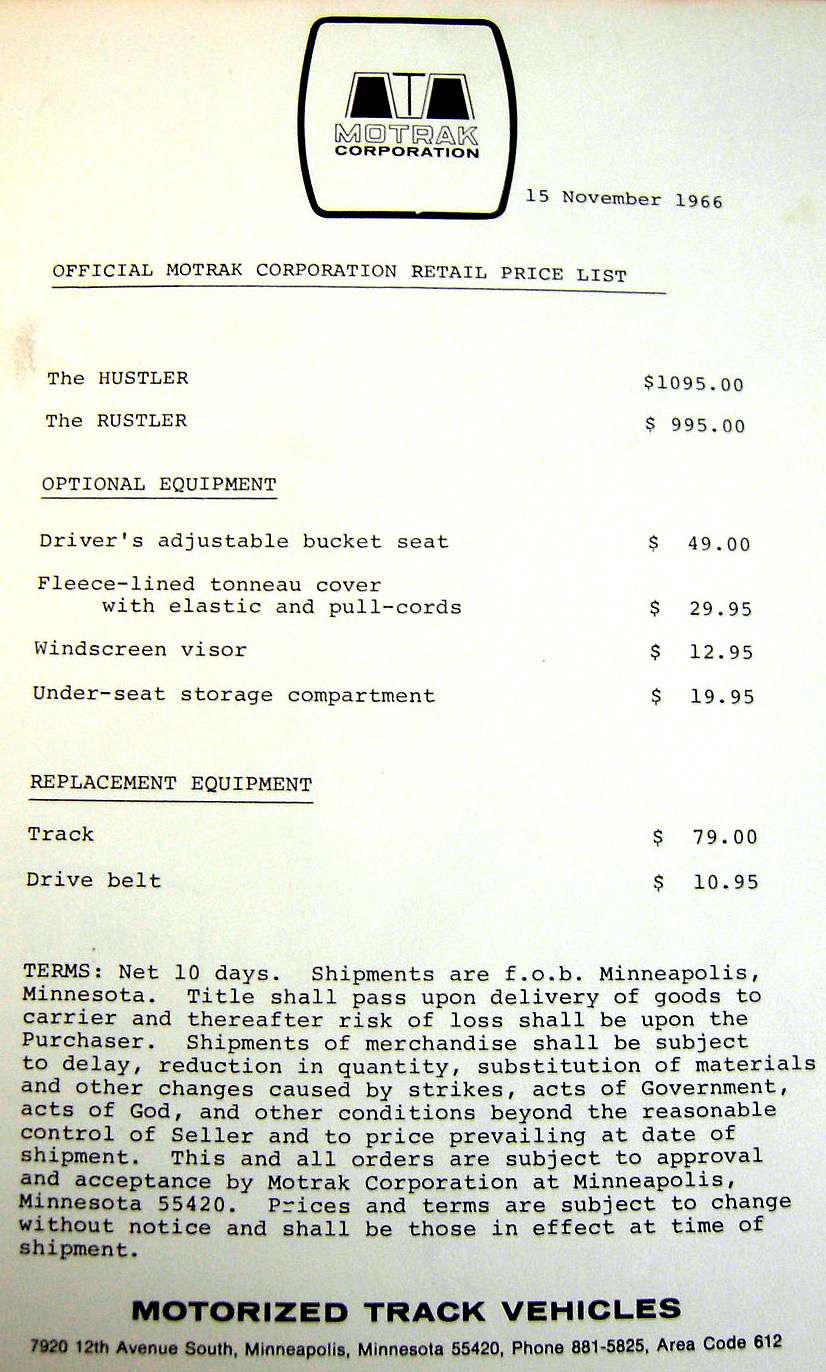 MOTRAK
CORPORATION
15 November 1966
OFFICIAL MOTRAK CORPORATION RETAIL PRICE LIST
The HUSTLER $1095.00
The RUSTLER $ 995.00
OPTIONAL EQUIPMENT
Driver's adjustable bucket seat $ 49.00
Fleece-lined tonneau cover
with elastic and pull-cords $ 29.95
Windscreen visor $ 12.95
Under-seat storage compartment $ 19.95
REPLACEMENT EQUIPMENT
Track $ 79.00
Drive belt $ 10.95
TERMS: Net 10 days. Shipments are f.o.b. Minneapolis,
Minnesota. Title shall pass upon delivery of goods to
carrier and thereafter risk of loss shall be upon the
Purchaser. Shipments of merchandise shall be subject
to delay, reduction in quantity, substitution of materials
and other changes caused by strikes, acts of Government,
acts of God, and other conditions beyond the reasonable
control of Seller and to price prevailing at date of
shipment. This and all orders are subject to approval
and acceptance by Motrak Corporation at Minneapolis,
Minnesota 55420. Prices and terms are subject to change
without notice and shall be those in effect at time of
shipment.
MOTORIZED TRACK VEHICLES
7920 12th Avenue South, Minneapolis, Minnesota 55420, Phone 881-5825, Area Code 612